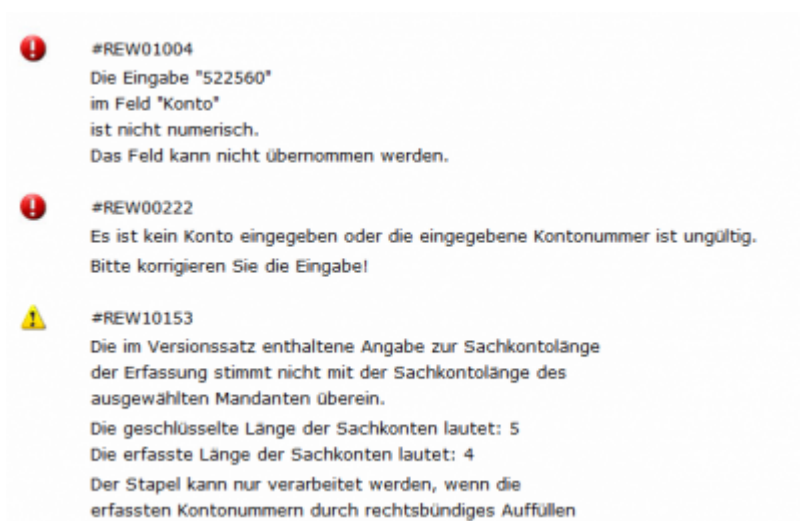 #REW01004
Die Eingabe "522560"
im Feld "Konto"
ist nicht numerisch.
Das Feld kann nicht übernommen werden.
#REW00222
Es ist kein Konto eingegeben oder die eingegebene Kontonummer ist ungültig.
Bitte korrigieren Sie die Eingabe!
#REW10153
Die im Versionssatz enthaltene Angabe zur Sachkontolänge
der Erfassung stimmt nicht mit der Sachkontolänge des
ausgewählten Mandanten überein.
Die geschlüsselte Länge der Sachkonten lautet: 5
Die erfasste Länge der Sachkonten lautet: 4
Der Stapel kann nur verarbeitet werden, wenn die
erfassten Kontonummern durch rechtsbündiges Auffüllen